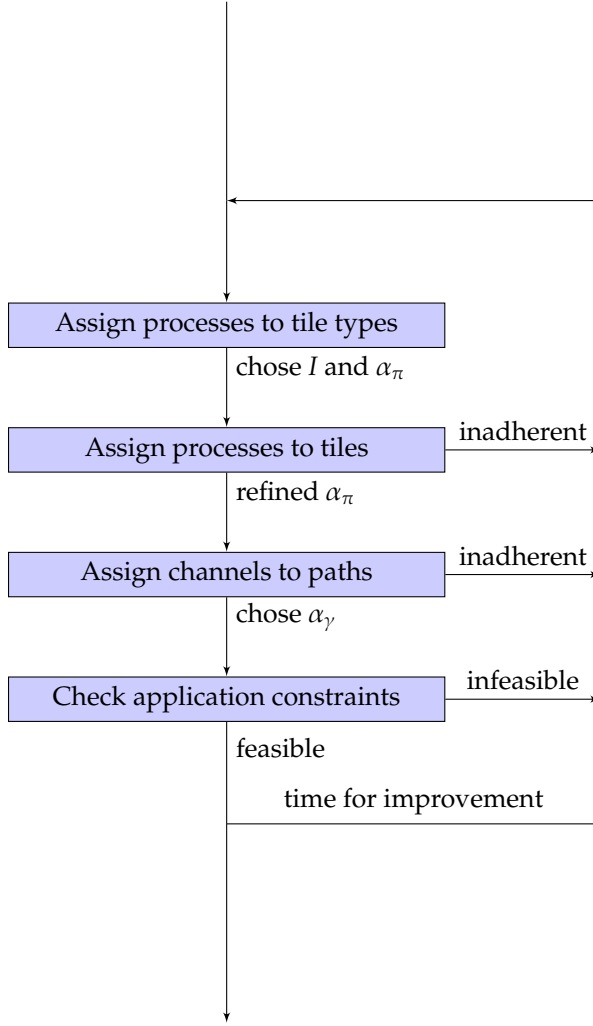 Assign processes to tile types
chose I and α_π
Assign processes to tiles
inadherent
refined α_π
Assign channels to paths
inadherent
chose α_γ
Check application constraints
infeasible
feasible
time for improvement